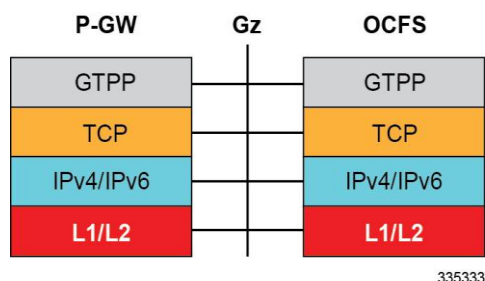 P-GW Gz OCFS
GTPP GTPP
TCP TCP
IPv4/IPv6 IPv4/IPv6
L1/L2 L1/L2
335333